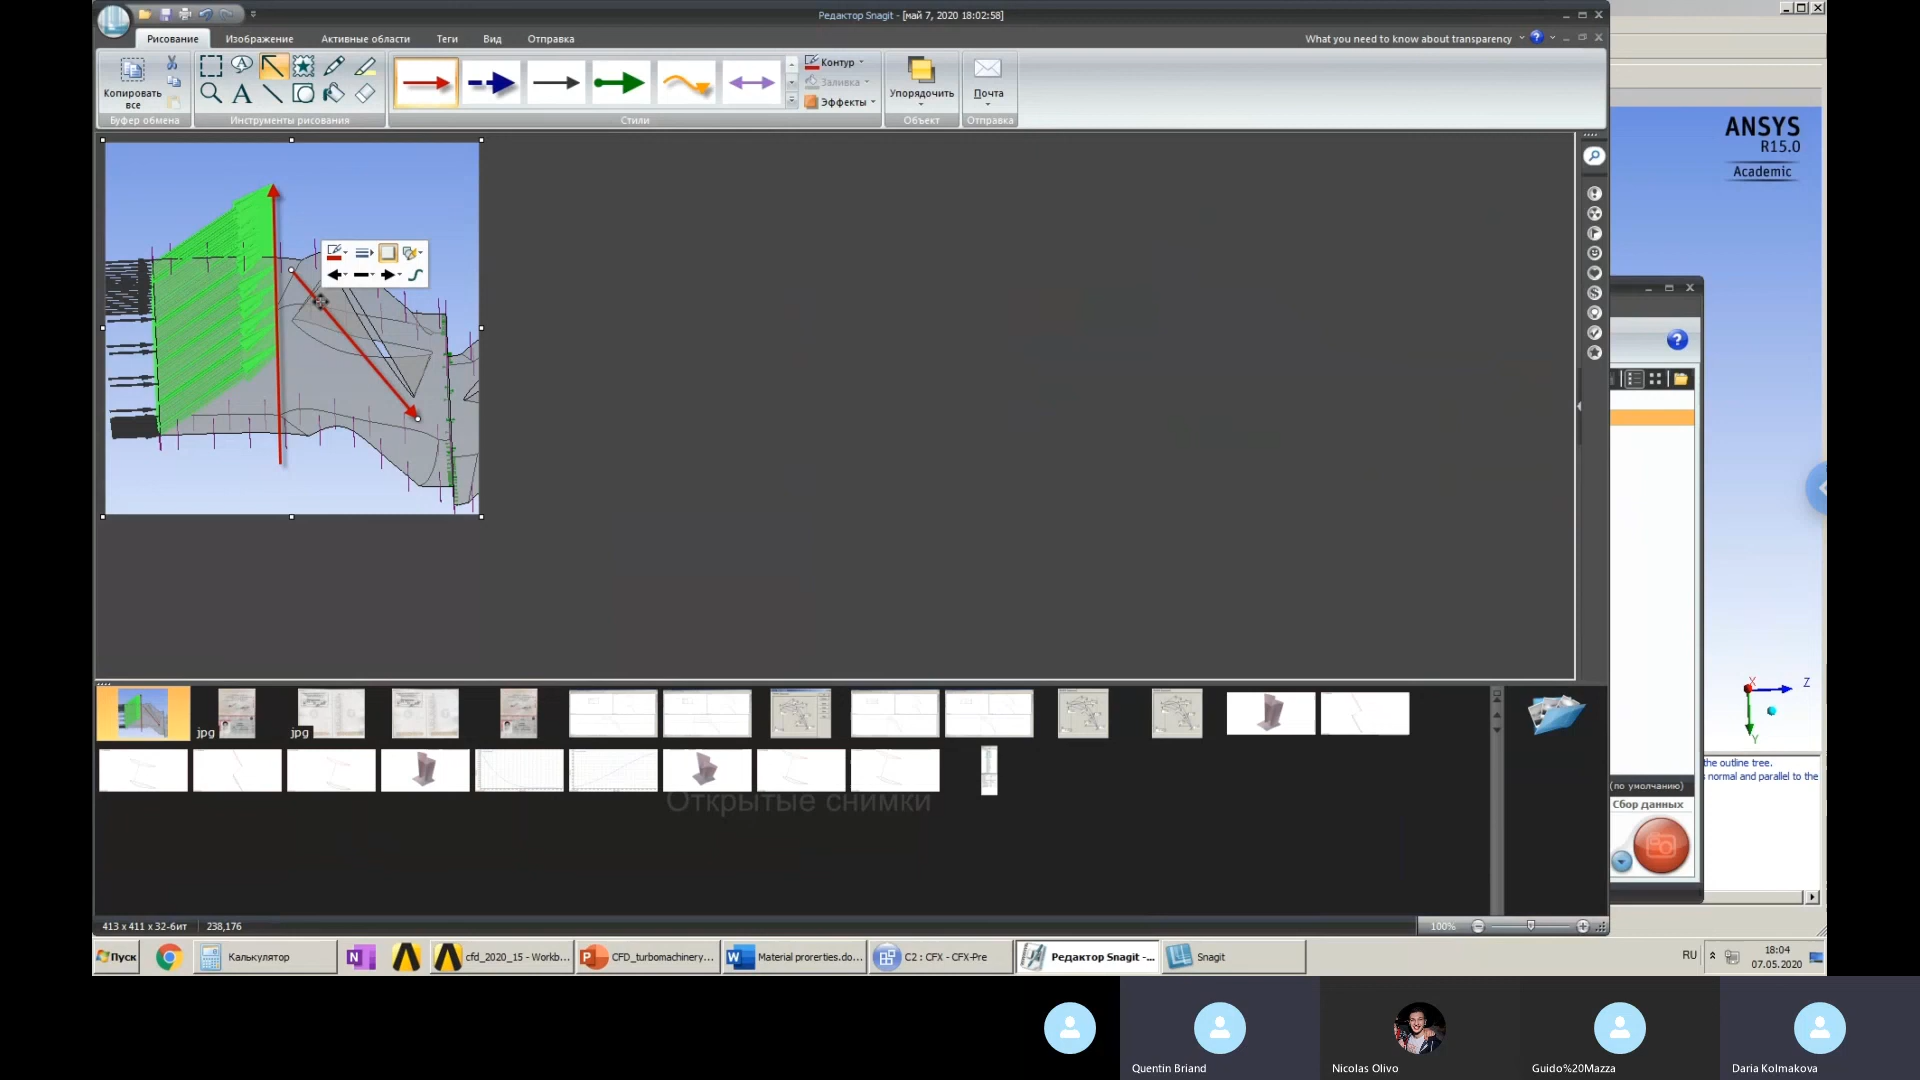 Редактор Snagit - [май 7, 2020 18:02:58]
Рисование Изображение Активные области Теги Вид Отправка
What you need to know about transparency
Копировать все
Контур
Заливка
Эффекты
Упорядочить
Почта
Буфер обмена Инструменты рисования Стили Объект Отправка
ANSYS
R15.0
Academic
Z
X
Y
jpg
jpg
Открытые снимки
the outline tree.
normal and parallel to the
(по умолчанию)
Сбор данных
413 x 411 x 32-бит 238,176
100%
Пуск
Калькулятор
cfd_2020_15 - Workb...
CFD_turbomachinery...
Material prorerties.do...
C2 : CFX - CFX-Pre
Редактор Snagit -...
Snagit
RU
18:04
07.05.2020
Quentin Briand
Nicolas Olivo
Guido%20Mazza
Daria Kolmakova